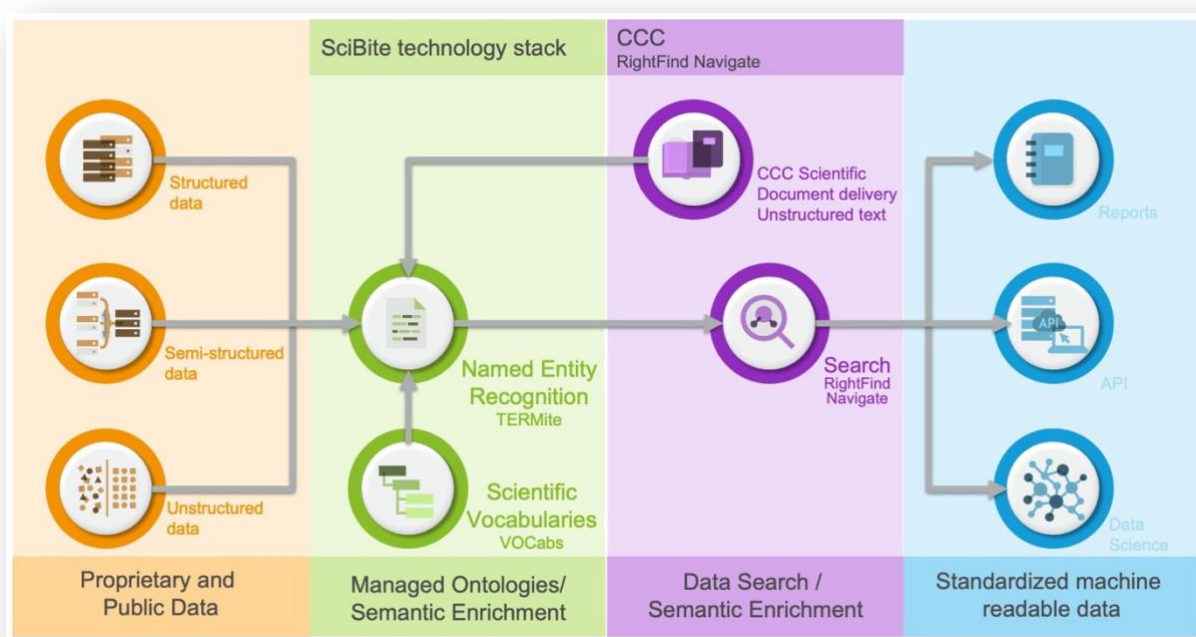 SciBite technology stack
CCC
RightFind Navigate
Structured
data
CCC Scientific
Document delivery
Unstructured text
Reports
Semi-structured
data
Named Entity
Recognition
TERMite
Search
RightFind
Navigate
API
API
Unstructured
data
Scientific
Vocabularies
VOCabs
Data
Science
Proprietary and
Public Data
Managed Ontologies/
Semantic Enrichment
Data Search /
Semantic Enrichment
Standardized machine
readable data